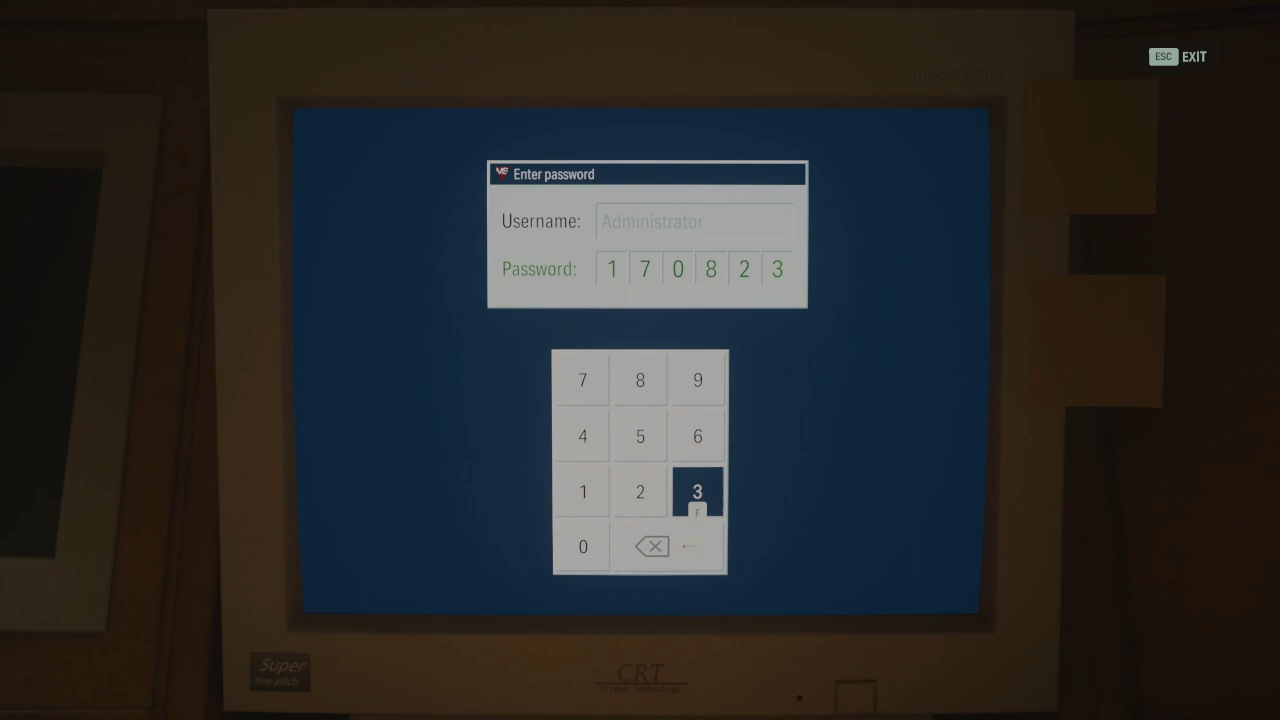 ESC EXIT
Enter password
Username: Administrator
Password: 1 7 0 8 2 3
7 8 9
4 5 6
1 2 3
F
0 ←
Super
fine pitch
CRT